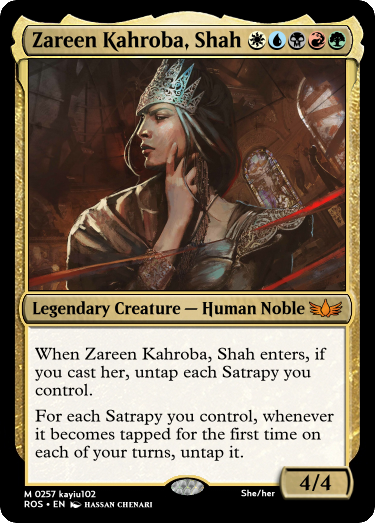 Zareen Kahroba, Shah
Legendary Creature — Human Noble
When Zareen Kahroba, Shah enters, if
you cast her, untap each Satrapy you
control.
For each Satrapy you control, whenever
it becomes tapped for the first time on
each of your turns, untap it.
4/4
M 0257 kayiu102
She/her
ROS • EN HASSAN CHENARI